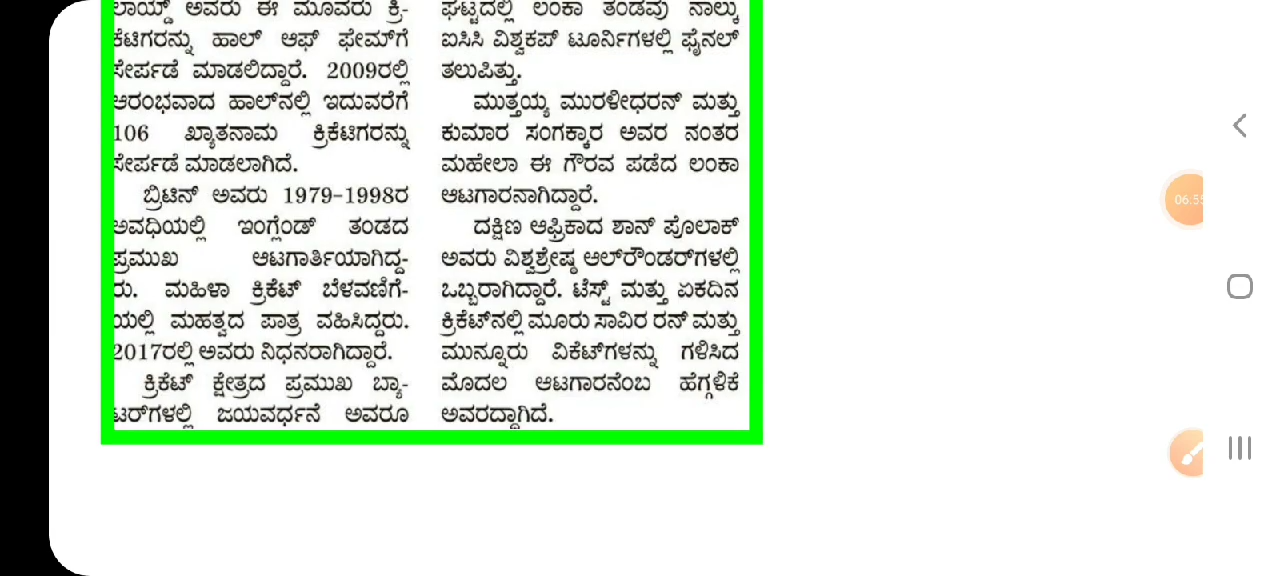 ಲಾಯ್ಡ್ ಅವರು ಈ ಮೂವರು ಕ್ರಿ-
ಕೆಟಿಗರನ್ನು ಹಾಲ್ ಆಫ್ ಫೇಮ್‌ಗೆ
ಸೇರ್ಪಡೆ ಮಾಡಲಿದ್ದಾರೆ. 2009ರಲ್ಲಿ
ಆರಂಭವಾದ ಹಾಲ್‌ನಲ್ಲಿ ಇದುವರೆಗೆ
106 ಖ್ಯಾತನಾಮ ಕ್ರಿಕೆಟಿಗರನ್ನು
ಸೇರ್ಪಡೆ ಮಾಡಲಾಗಿದೆ.
ಬ್ರಿಟಿನ್ ಅವರು 1979-1998ರ
ಅವಧಿಯಲ್ಲಿ ಇಂಗ್ಲೆಂಡ್ ತಂಡದ
ಪ್ರಮುಖ ಆಟಗಾರ್ತಿಯಾಗಿದ್ದ-
ರು. ಮಹಿಳಾ ಕ್ರಿಕೆಟ್ ಬೆಳವಣಿಗೆ-
ಯಲ್ಲಿ ಮಹತ್ವದ ಪಾತ್ರ ವಹಿಸಿದ್ದರು.
2017ರಲ್ಲಿ ಅವರು ನಿಧನರಾಗಿದ್ದಾರೆ.
ಕ್ರಿಕೆಟ್ ಕ್ಷೇತ್ರದ ಪ್ರಮುಖ ಬ್ಯಾ-
ಟರ್‌ಗಳಲ್ಲಿ ಜಯವರ್ಧನೆ ಅವರೂ
ಘಟ್ಟದಲ್ಲಿ ಲಂಕಾ ತಂಡವು ನಾಲ್ಕು
ಐಸಿಸಿ ವಿಶ್ವಕಪ್ ಟೂರ್ನಿಗಳಲ್ಲಿ ಫೈನಲ್
ತಲುಪಿತ್ತು.
ಮುತ್ತಯ್ಯ ಮುರಳೀಧರನ್ ಮತ್ತು
ಕುಮಾರ ಸಂಗಕ್ಕಾರ ಅವರ ನಂತರ
ಮಹೇಲಾ ಈ ಗೌರವ ಪಡೆದ ಲಂಕಾ
ಆಟಗಾರನಾಗಿದ್ದಾರೆ.
ದಕ್ಷಿಣ ಆಫ್ರಿಕಾದ ಶಾನ್ ಪೊಲಾಕ್
ಅವರು ವಿಶ್ವಶ್ರೇಷ್ಠ ಆಲ್‌ರೌಂಡರ್‌ಗಳಲ್ಲಿ
ಒಬ್ಬರಾಗಿದ್ದಾರೆ. ಟೆಸ್ಟ್ ಮತ್ತು ಏಕದಿನ
ಕ್ರಿಕೆಟ್‌ನಲ್ಲಿ ಮೂರು ಸಾವಿರ ರನ್ ಮತ್ತು
ಮುನ್ನೂರು ವಿಕೆಟ್‌ಗಳನ್ನು ಗಳಿಸಿದ
ಮೊದಲ ಆಟಗಾರನೆಂಬ ಹೆಗ್ಗಳಿಕೆ
ಅವರದ್ದಾಗಿದೆ.
06:55